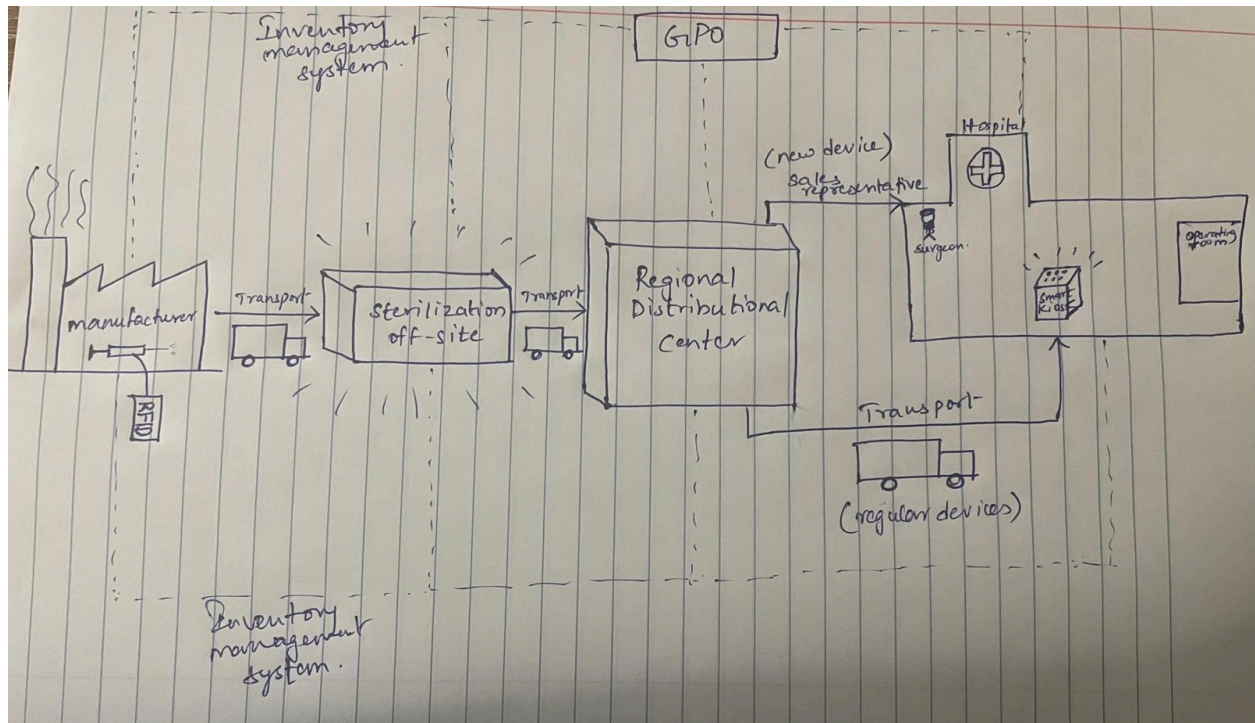 Inventory
management
system.
GPO
Hospital
(new device)
sales
representative
surgeon.
operating
room
Smart
Kiosk
Regional
Distributional
Center
Transport
Sterilization
off-site
Transport
manufacturer
RFID
Transport
(regular devices)
Inventory
management
system.